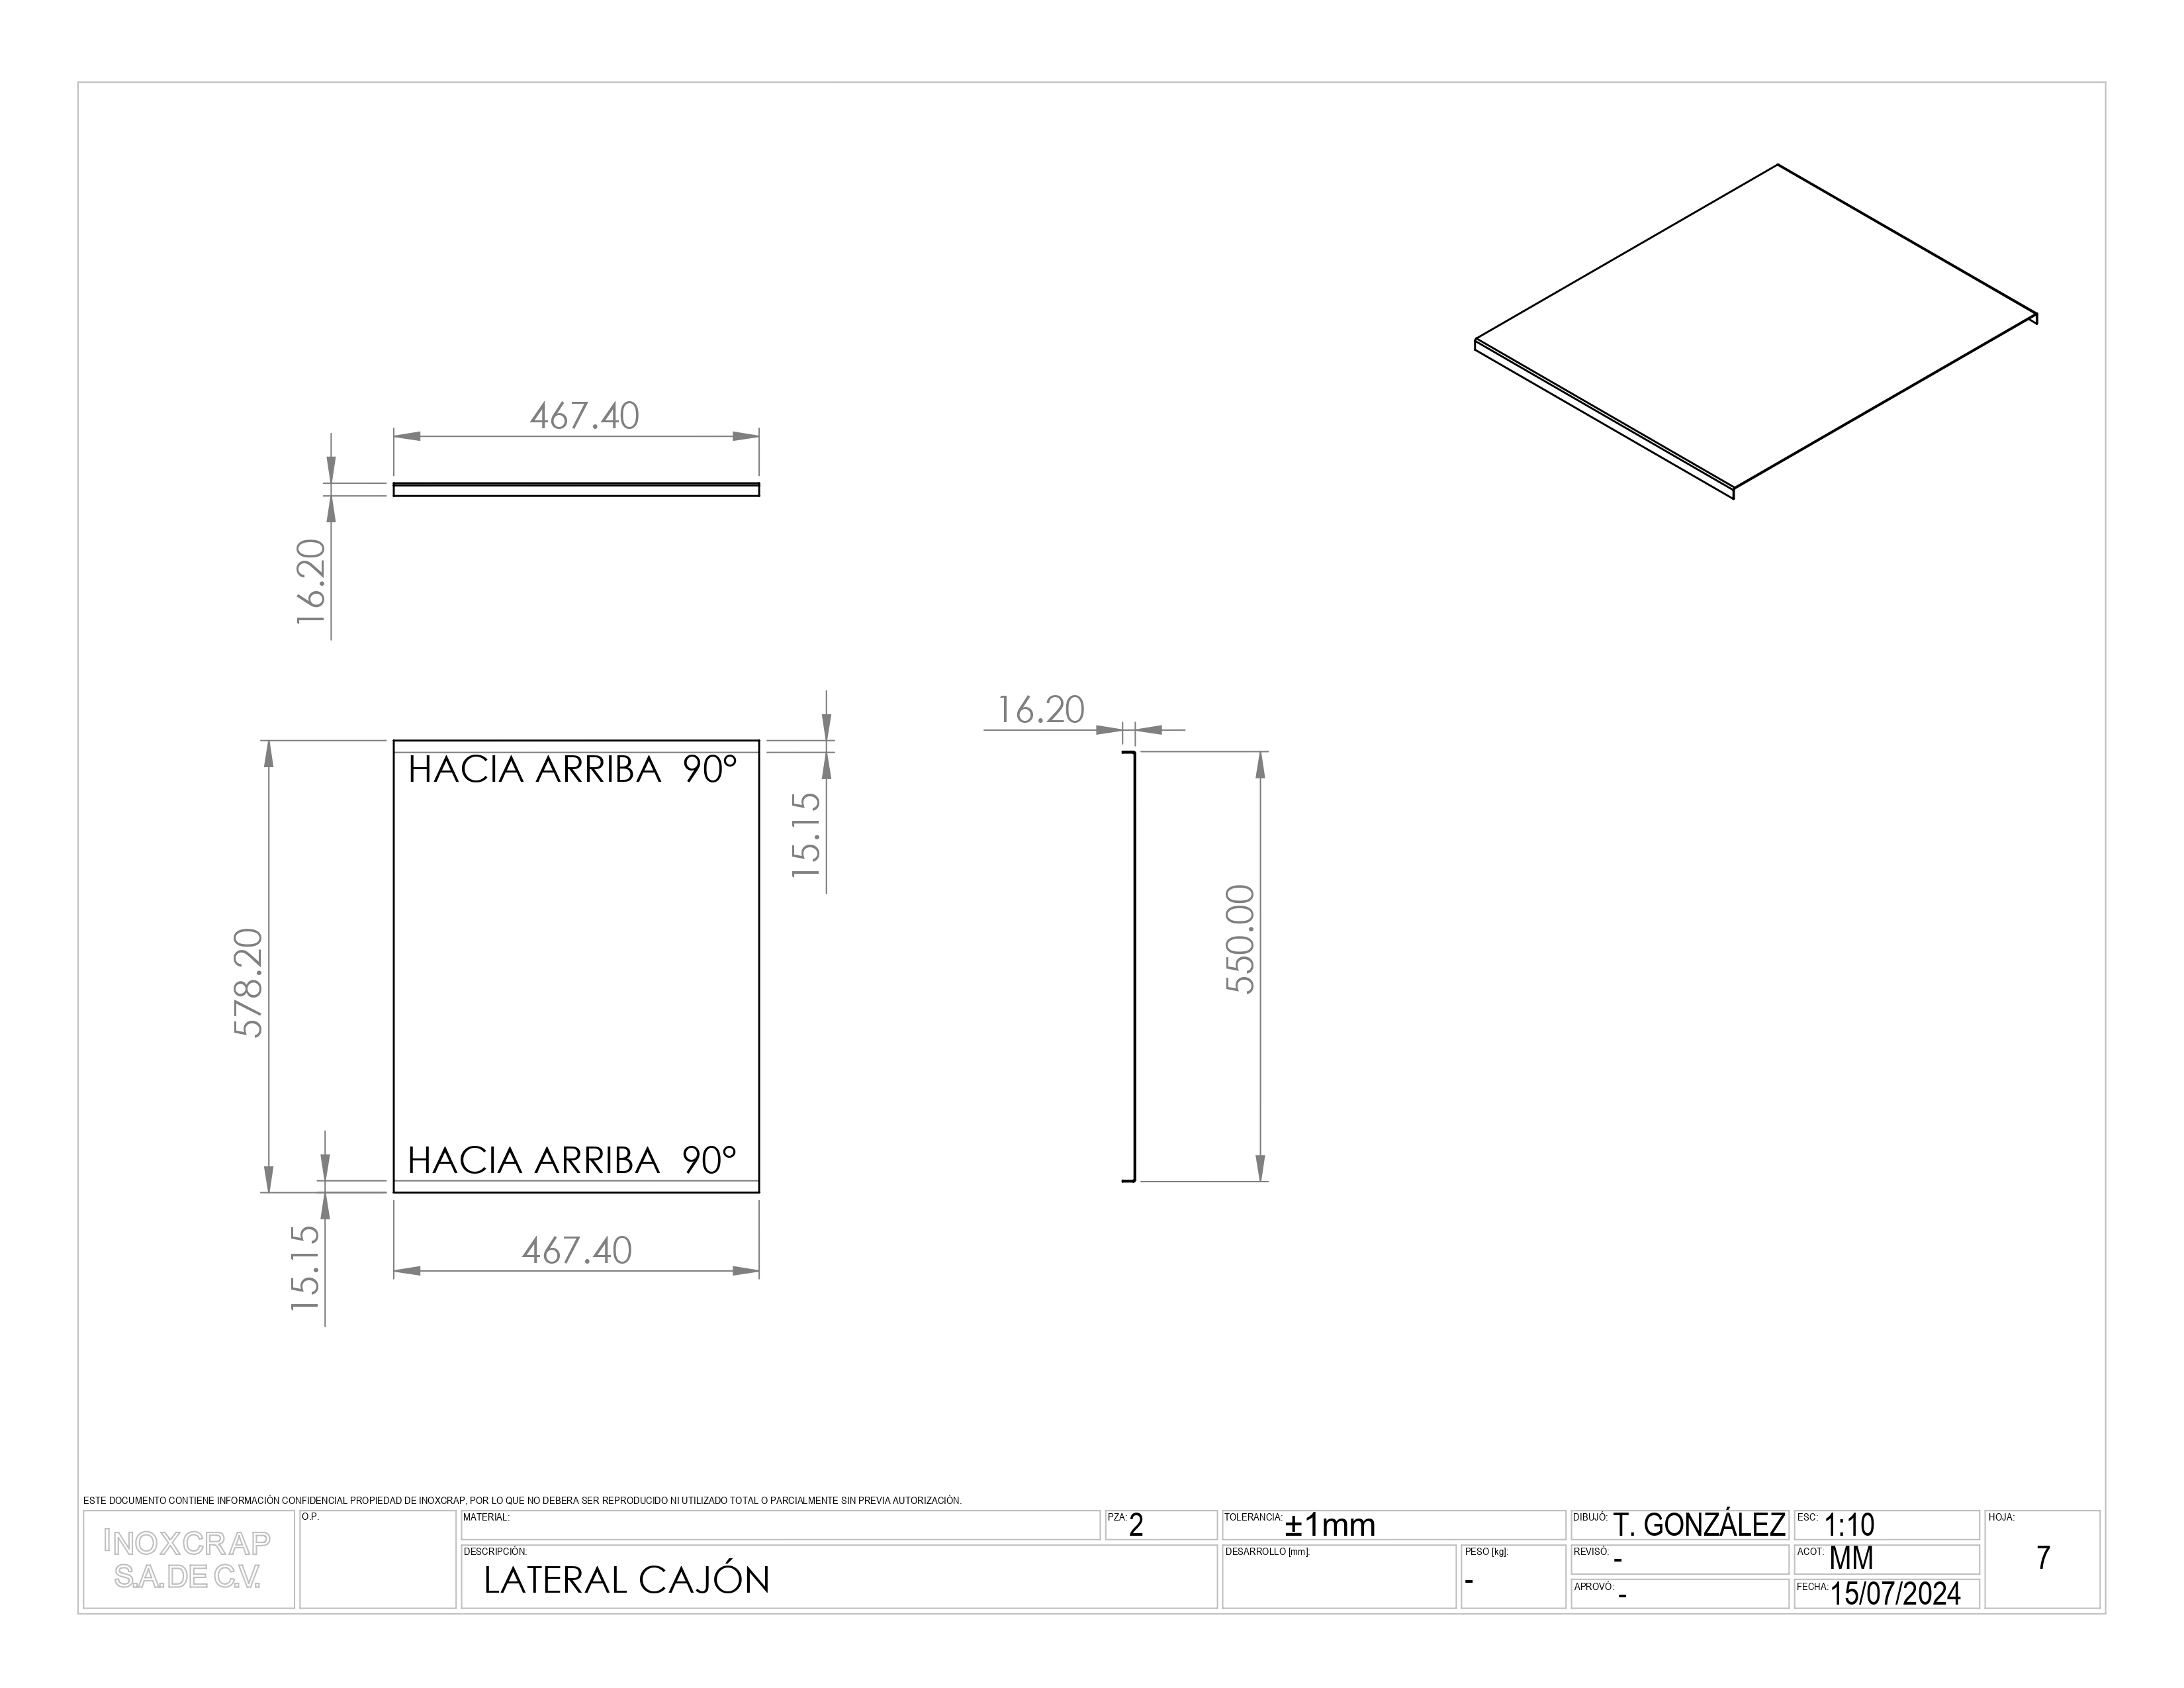 467.40
16.20
16.20
HACIA ARRIBA 90°
15.15
578.20
550.00
HACIA ARRIBA 90°
15.15
467.40
ESTE DOCUMENTO CONTIENE INFORMACIÓN CONFIDENCIAL PROPIEDAD DE INOXCRAP, POR LO QUE NO DEBERA SER REPRODUCIDO NI UTILIZADO TOTAL O PARCIALMENTE SIN PREVIA AUTORIZACIÓN.
INOXCRAP
S.A.DE C.V.
O.P.
MATERIAL:
PZA: 2
TOLERANCIA: ±1mm
DIBUJÓ: T. GONZÁLEZ
ESC: 1:10
HOJA:
7
DESCRIPCIÓN:
LATERAL CAJÓN
DESARROLLO [mm]:
PESO [kg]:
-
REVISÓ: -
ACOT: MM
APROVÓ: -
FECHA: 15/07/2024